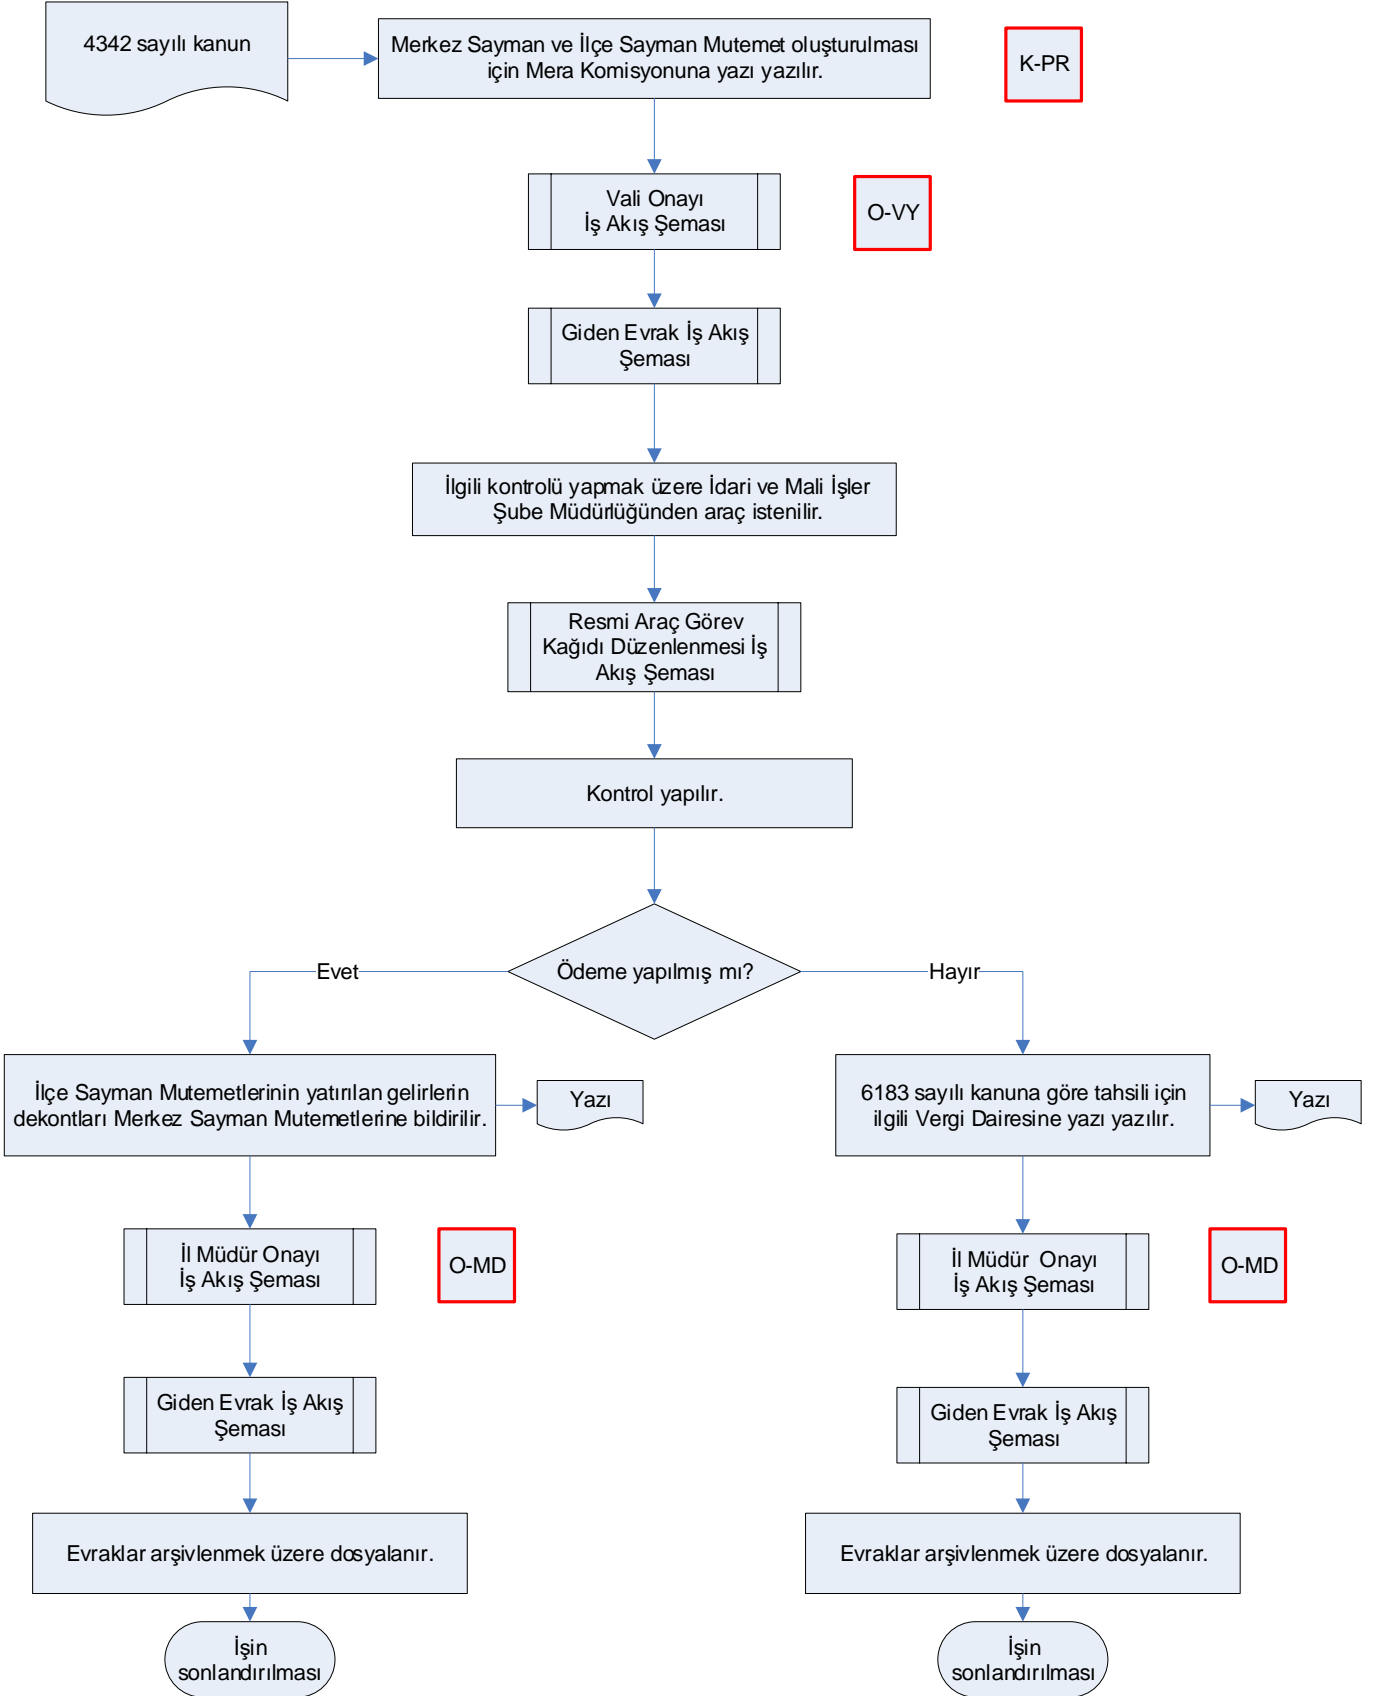 4342 sayılı kanun
Merkez Sayman ve İlçe Sayman Mutemet oluşturulması
için Mera Komisyonuna yazı yazılır.
K-PR
Vali Onayı
İş Akış Şeması
O-VY
Giden Evrak İş Akış
Şeması
İlgili kontrolü yapmak üzere İdari ve Mali İşler
Şube Müdürlüğünden araç istenilir.
Resmi Araç Görev
Kağıdı Düzenlenmesi İş
Akış Şeması
Kontrol yapılır.
Ödeme yapılmış mı?
Evet
Hayır
İlçe Sayman Mutemetlerinin yatırılan gelirlerin
dekontları Merkez Sayman Mutemetlerine bildirilir.
Yazı
6183 sayılı kanuna göre tahsili için
ilgili Vergi Dairesine yazı yazılır.
Yazı
İl Müdür Onayı
İş Akış Şeması
O-MD
İl Müdür Onayı
İş Akış Şeması
O-MD
Giden Evrak İş Akış
Şeması
Giden Evrak İş Akış
Şeması
Evraklar arşivlenmek üzere dosyalanır.
Evraklar arşivlenmek üzere dosyalanır.
İşin
sonlandırılması
İşin
sonlandırılması